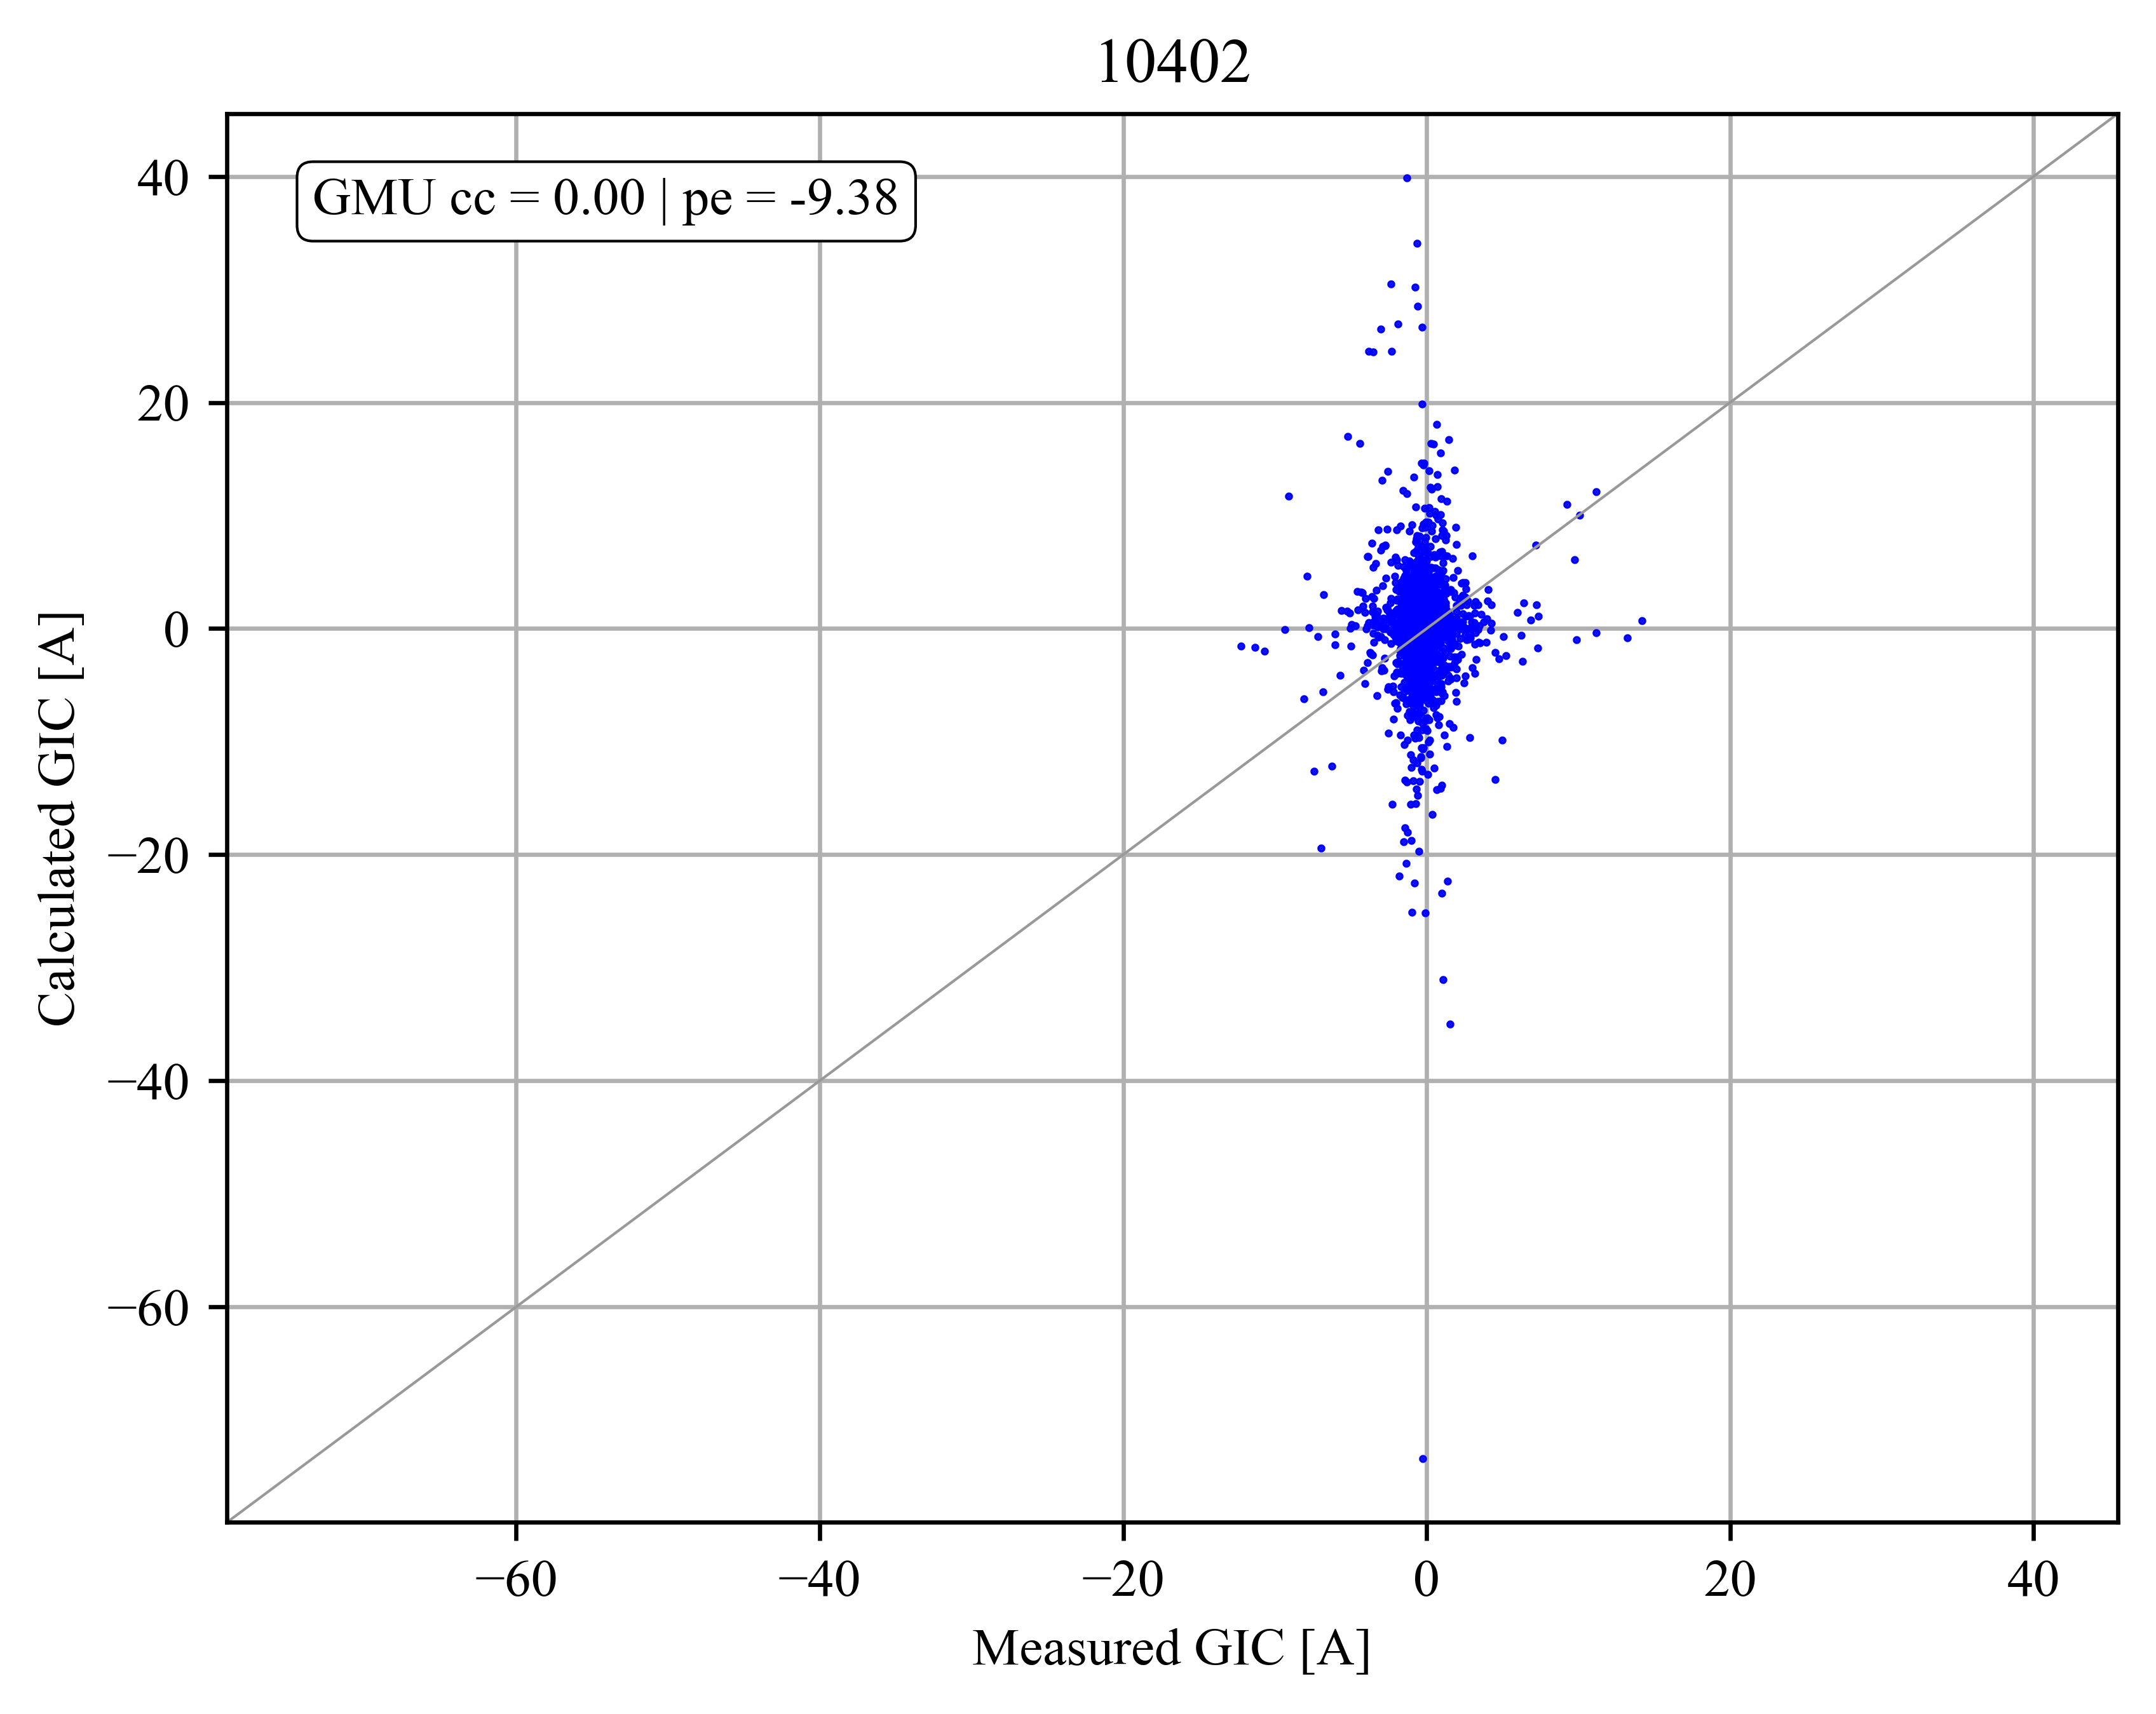 10402
GMU cc = 0.00 | pe = -9.38
40
20
0
−20
−40
−60
Calculated GIC [A]
−60 −40 −20 0 20 40
Measured GIC [A]